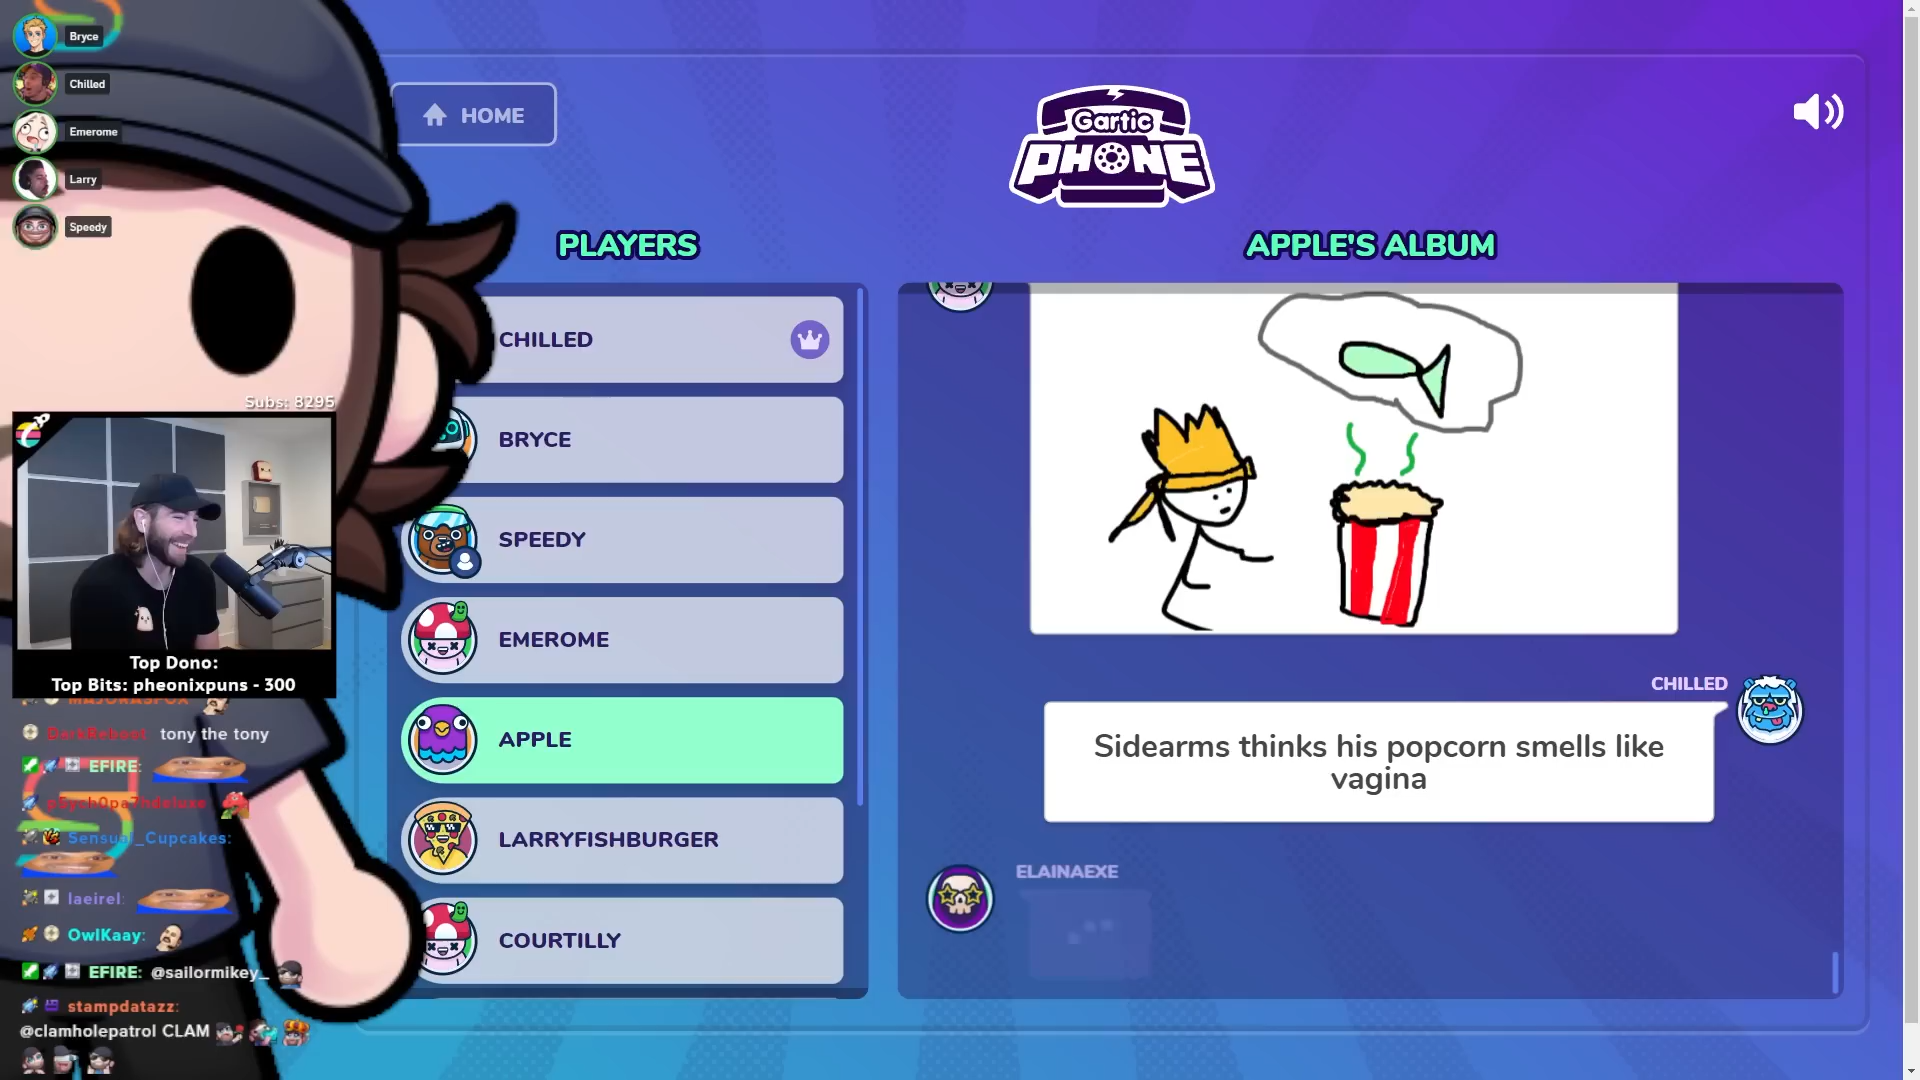 Bryce
Chilled
Emerome
Larry
Speedy
HOME
Gartic
PHONE
PLAYERS
APPLE'S ALBUM
CHILLED
BRYCE
SPEEDY
EMEROME
APPLE
LARRYFISHBURGER
COURTILLY
CHILLED
Sidearms thinks his popcorn smells like
vagina
ELAINAEXE
Subs: 8295
Top Dono:
Top Bits: pheonixpuns - 300
DarkReboot: tony the tony
EFIRE:
p5ych0pa7hdeluxe
Sensual_Cupcakes:
laeirel:
OwlKaay:
EFIRE: @sailormikey_
stampdatazz:
@clamholepatrol CLAM